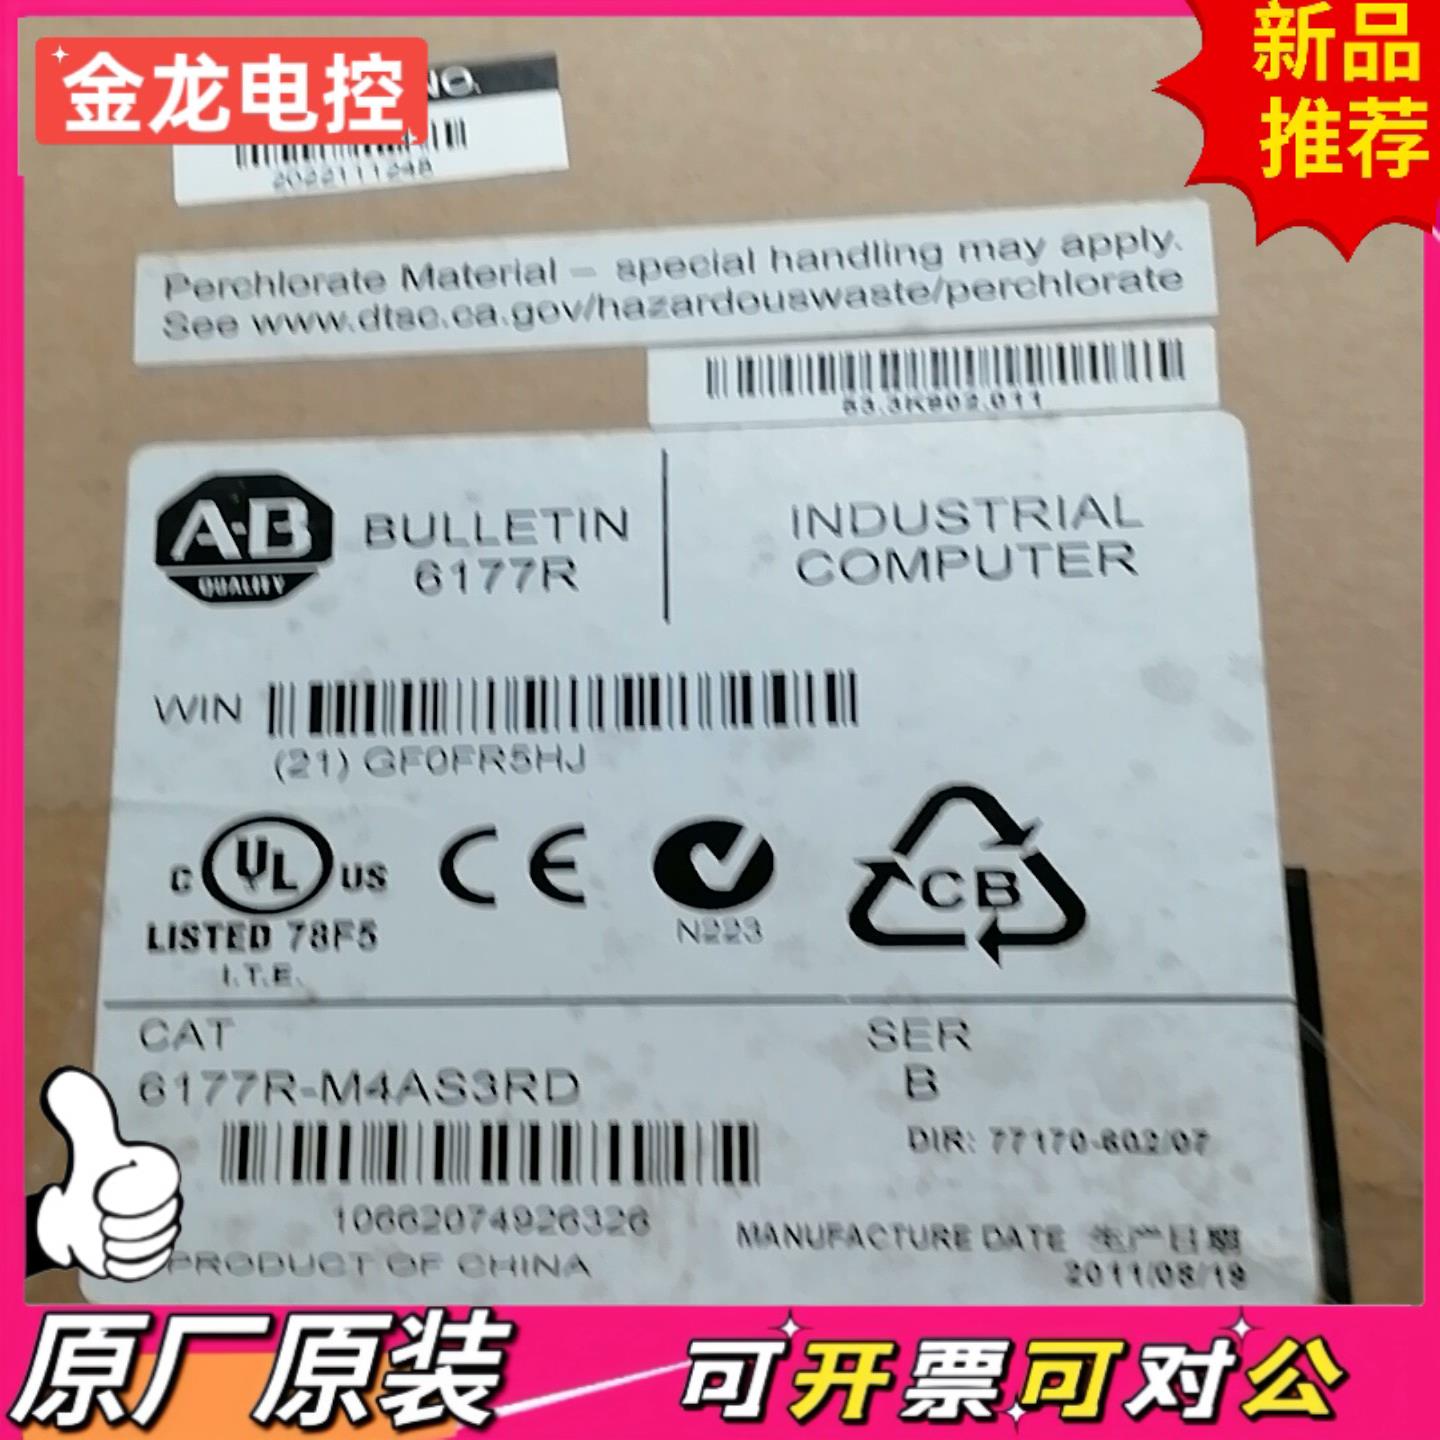 金龙电控
新品
推荐
NO.
2022111248
Perchlorate Material – special handling may apply.
See www.dtsc.ca.gov/hazardouswaste/perchlorate
83.3K902.011
A-B
QUALITY
BULLETIN
6177R
INDUSTRIAL
COMPUTER
WIN
(21) GF0FR5HJ
C UL US
LISTED 78F5
I.T.E.
CE
N223
CB
CAT
6177R-M4AS3RD
SER
B
DIR: 77170-602/07
10662074926326
PRODUCT OF CHINA
MANUFACTURE DATE 生产日期
2011/08/19
原厂原装
可开票可对公